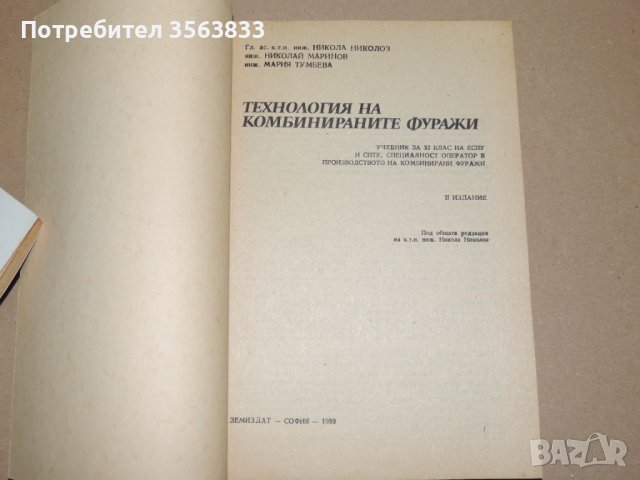 Потребител 3563833
Гл. ас. к.т.н. инж. НИКОЛА НИКОЛОЗ
инж. НИКОЛАЙ МАРИНОВ
инж. МАРИЯ ТУМБЕВА
ТЕХНОЛОГИЯ НА
КОМБИНИРАНИТЕ ФУРАЖИ
УЧЕБНИК ЗА XI КЛАС НА ЕСПУ
И СПТУ, СПЕЦИАЛНОСТ ОПЕРАТОР В
ПРОИЗВОДСТВОТО НА КОМБИНИРАНИ ФУРАЖИ
II ИЗДАНИЕ
Под общата редакция
на к.т.н. инж. Никола Николов
ЗЕМИЗДАТ — СОФИЯ — 1989
bazar